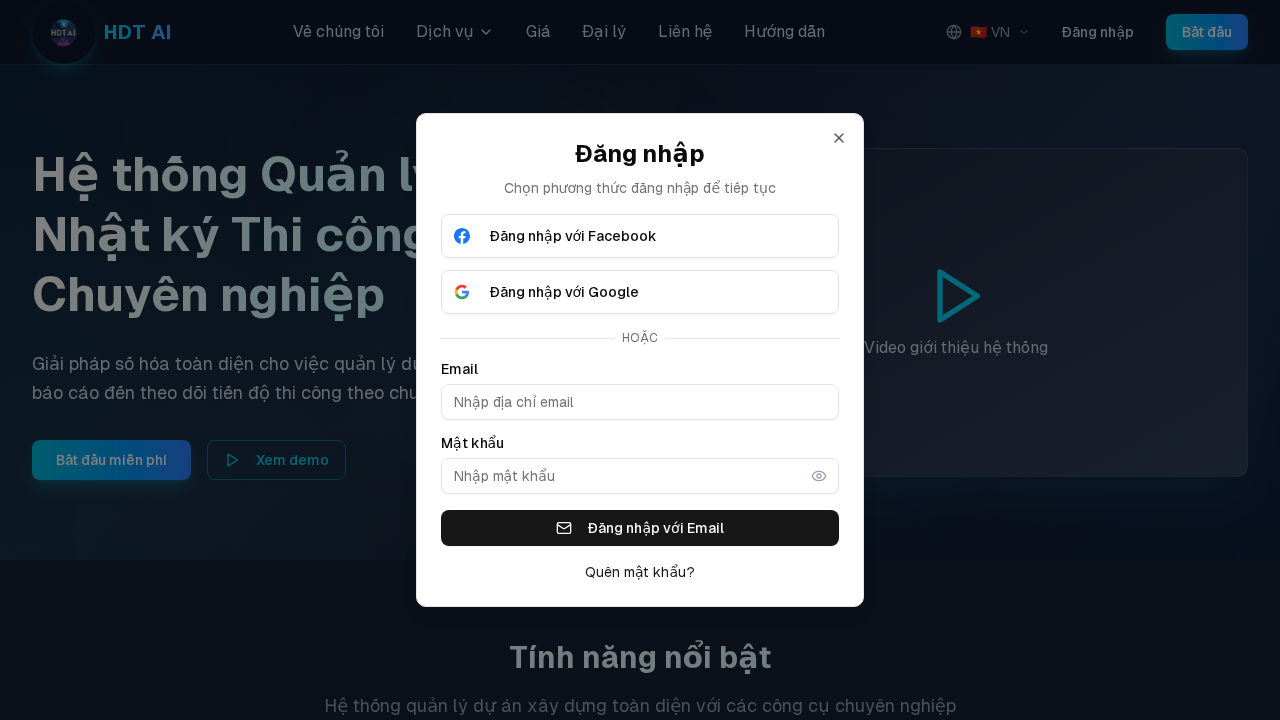 HDT AI
HDT AI
Về chúng tôi
Dịch vụ
Giá
Đại lý
Liên hệ
Hướng dẫn
VN
Đăng nhập
Bắt đầu
Hệ thống Quản lý
Nhật ký Thi công
Chuyên nghiệp
Giải pháp số hóa toàn diện cho việc quản lý
báo cáo đến theo dõi tiến độ thi công theo
Bắt đầu miễn phí
Xem demo
Video giới thiệu hệ thống
Đăng nhập
Chọn phương thức đăng nhập để tiếp tục
Đăng nhập với Facebook
Đăng nhập với Google
HOẶC
Email
Nhập địa chỉ email
Mật khẩu
Nhập mật khẩu
Đăng nhập với Email
Quên mật khẩu?
Tính năng nổi bật
Hệ thống quản lý dự án xây dựng toàn diện với các công cụ chuyên nghiệp